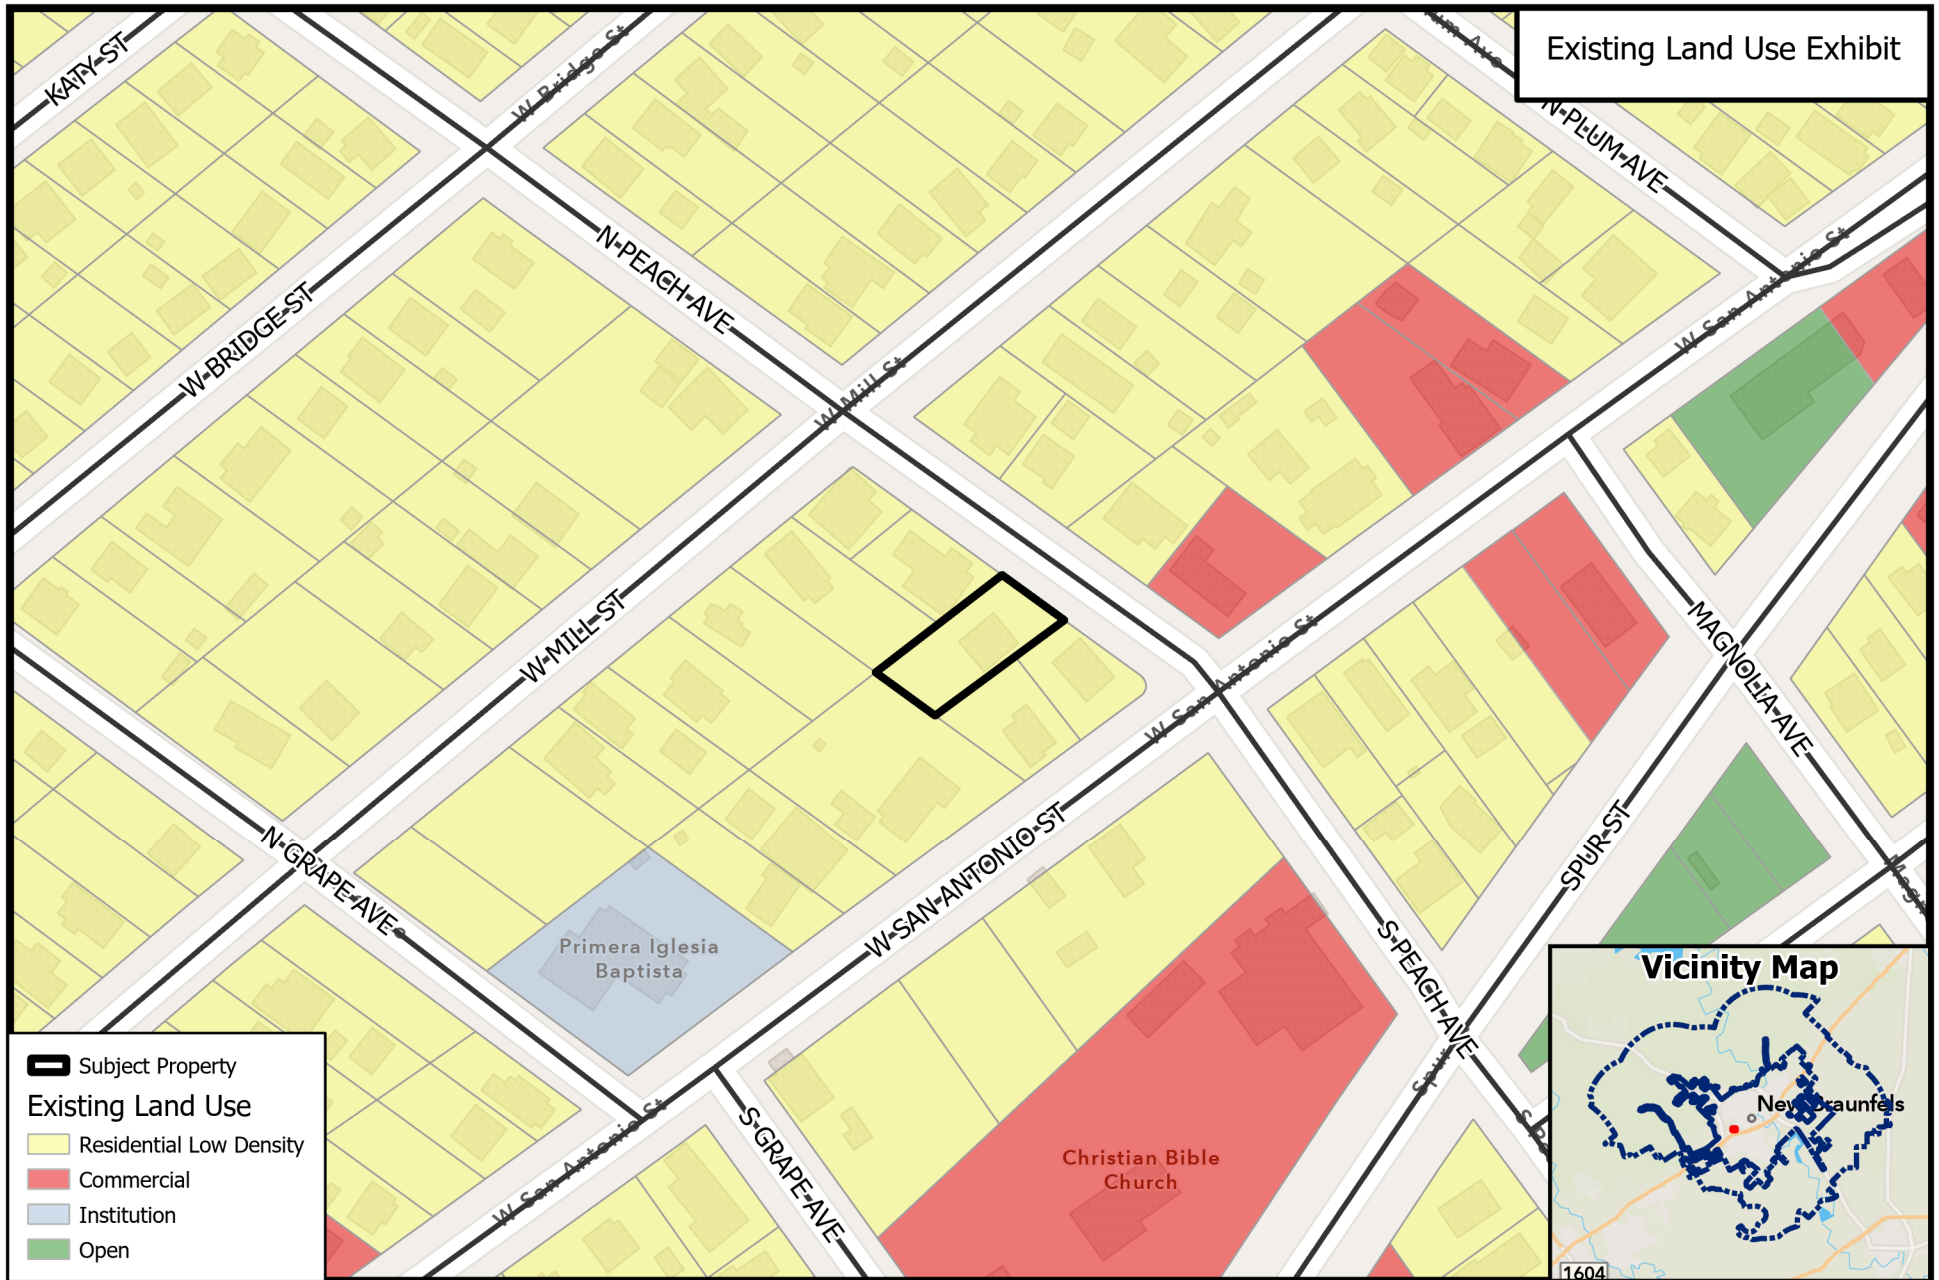 Existing Land Use Exhibit
KATY-ST
W Bridge St
N-PLUM-AVE
N-PEACH-AVE
W San Antonio St
W-BRIDGE-ST
W Mill St
W-MILL-ST
MAGNOLIA-AVE
W San Antonio St
N-GRAPE-AVE
W-SAN-ANTONIO-ST
SPUR-ST
Primera Iglesia
Baptista
S-PEACH-AVE
W San Antonio St
S-GRAPE-AVE
Christian Bible
Church
Spur
Subject Property
Existing Land Use
Residential Low Density
Commercial
Institution
Open
Vicinity Map
New Braunfels
1604